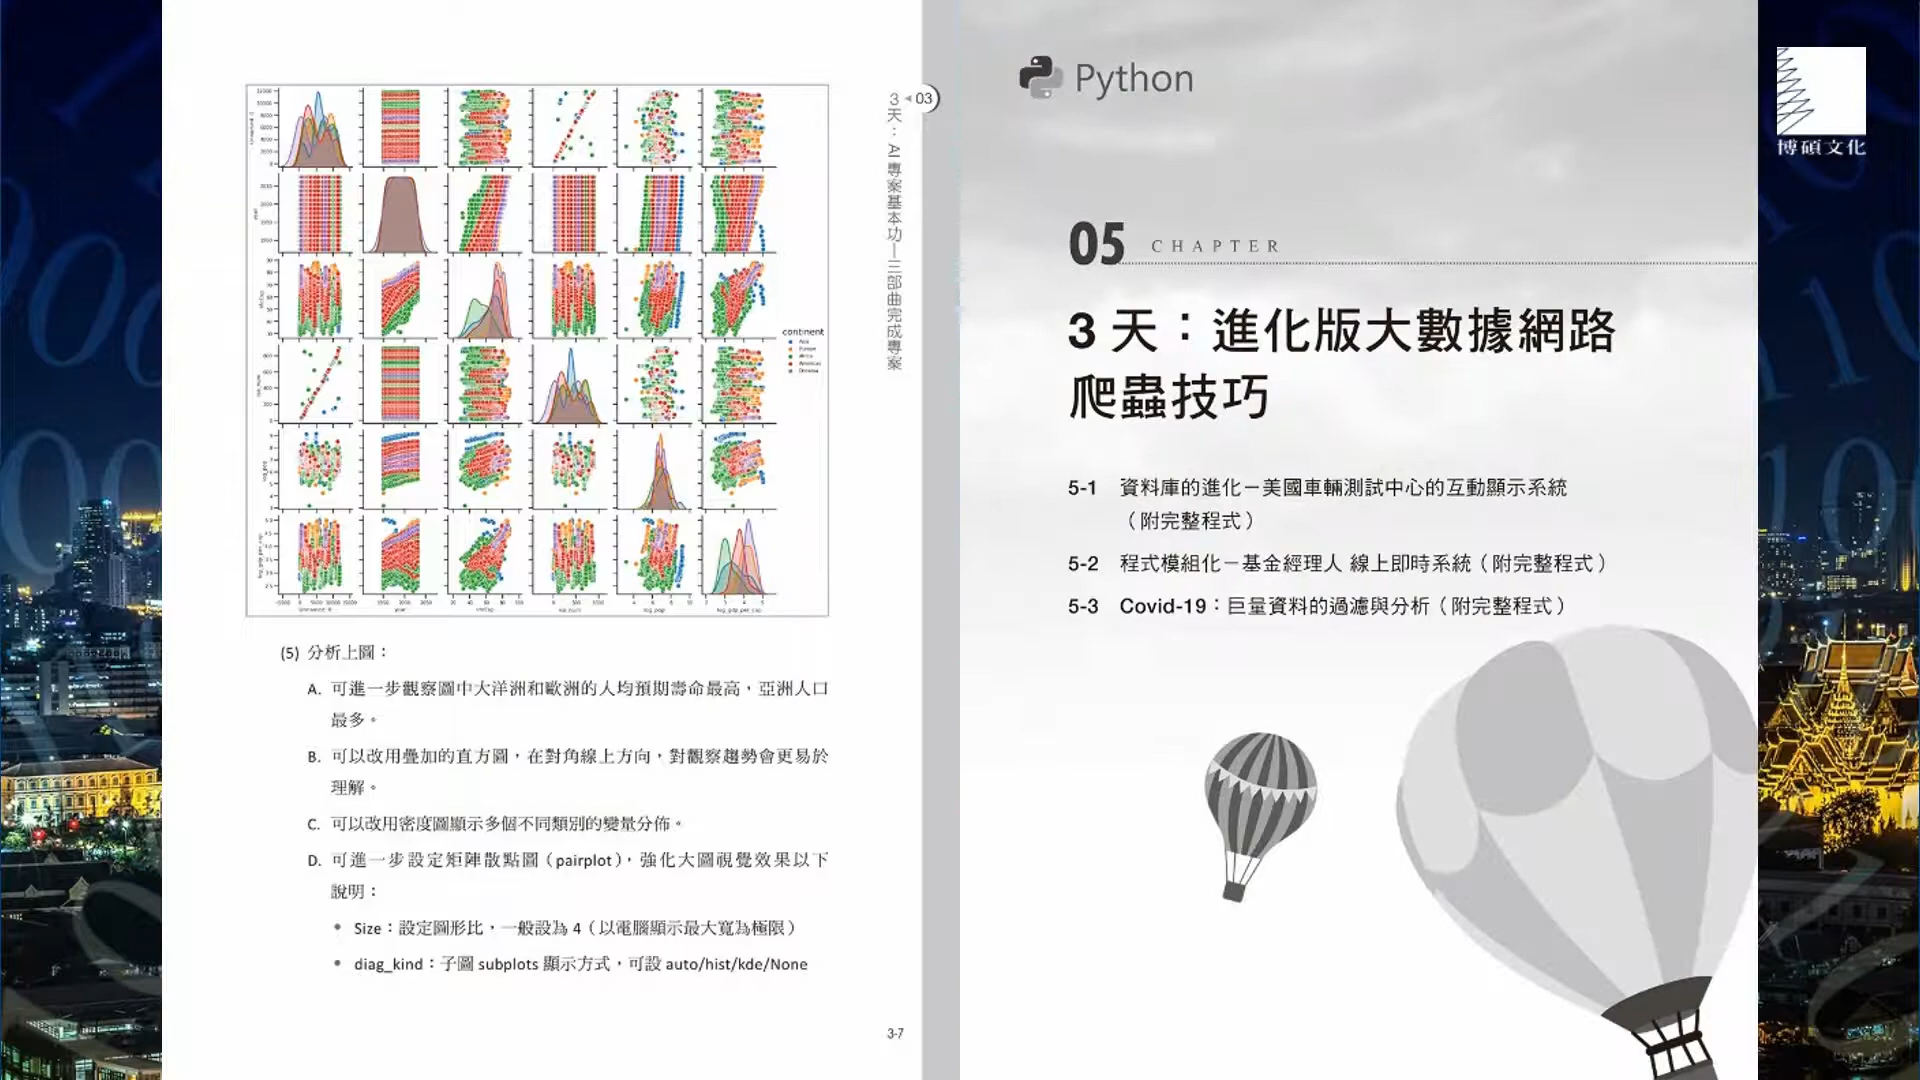 continent
Asia
Europe
Africa
Americas
Oceania
year
3天：AI 專案基本功—三部曲完成專案
03
(5) 分析上圖：
A. 可進一步觀察圖中大洋洲和歐洲的人均預期壽命最高，亞洲人口
最多。
B. 可以改用疊加的直方圖，在對角線上方向，對觀察趨勢會更易於
理解。
C. 可以改用密度圖顯示多個不同類別的變量分佈。
D. 可進一步設定矩陣散點圖（pairplot），強化大圖視覺效果以下
說明：
• Size：設定圖形比，一般設為 4（以電腦顯示最大寬為極限）
• diag_kind：子圖 subplots 顯示方式，可設 auto/hist/kde/None
3-7
Python
05 CHAPTER
3 天：進化版大數據網路
爬蟲技巧
5-1 資料庫的進化－美國車輛測試中心的互動顯示系統
（附完整程式）
5-2 程式模組化－基金經理人 線上即時系統（附完整程式）
5-3 Covid-19：巨量資料的過濾與分析（附完整程式）
博碩文化